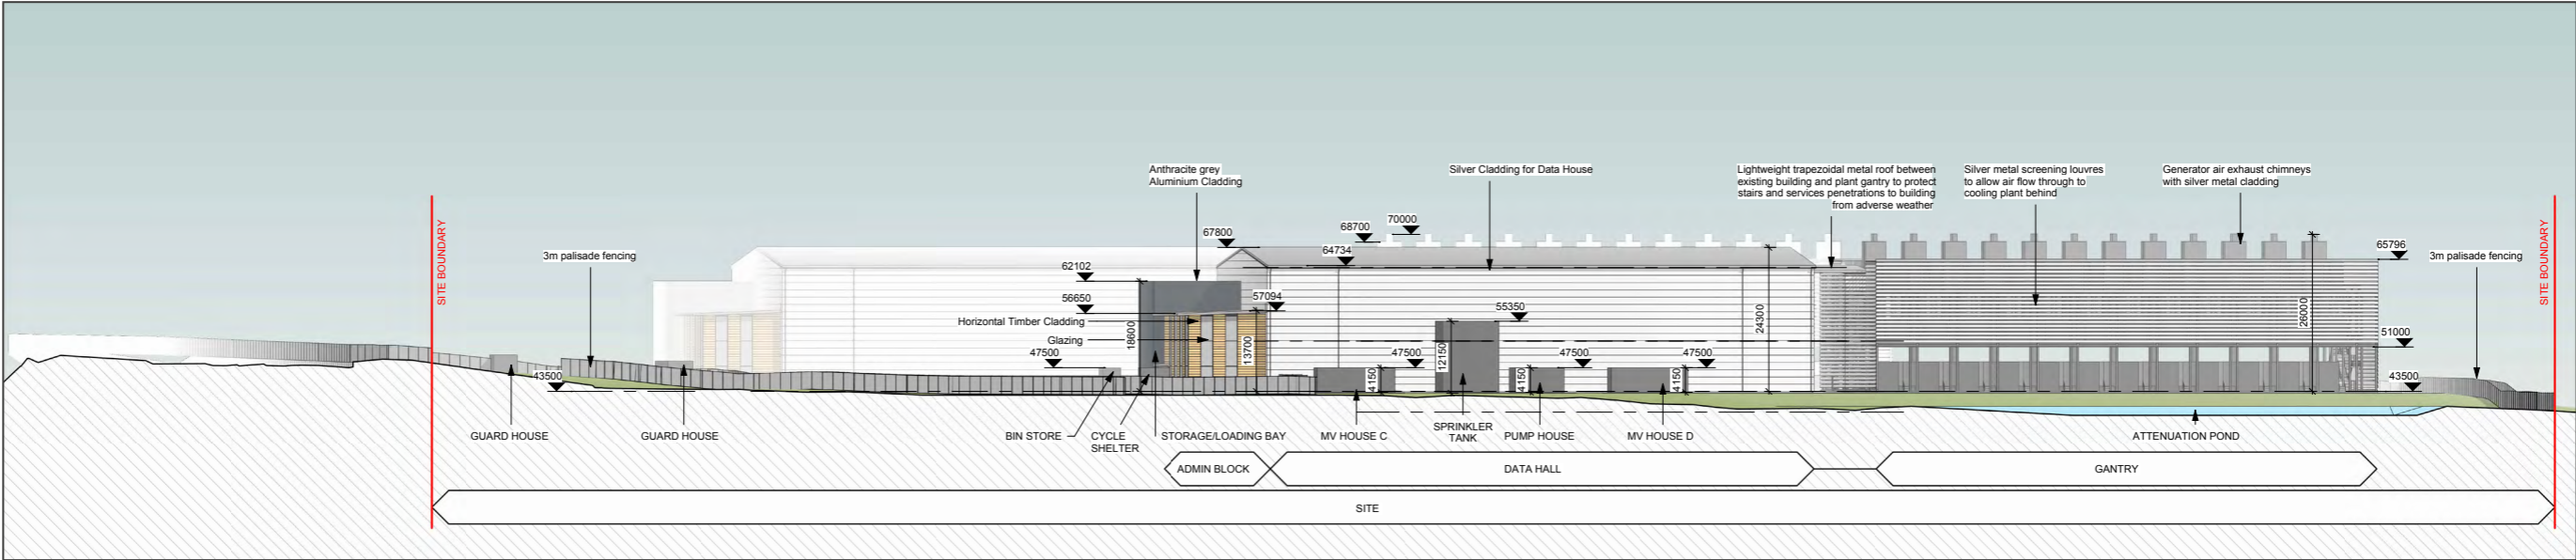 Anthracite grey
Aluminium Cladding
Silver Cladding for Data House
Lightweight trapezoidal metal roof between
existing building and plant gantry to protect
stairs and services penetrations to building
from adverse weather
Silver metal screening louvres
to allow air flow through to
cooling plant behind
Generator air exhaust chimneys
with silver metal cladding
SITE BOUNDARY
3m palisade fencing
67800
68700
70000
64734
62102
56650
57094
55350
65796
3m palisade fencing
SITE BOUNDARY
Horizontal Timber Cladding
Glazing
18600
13700
24300
26000
12150
47500
47500
47500
47500
51000
43500
43500
4150
4150
4150
GUARD HOUSE
GUARD HOUSE
BIN STORE
CYCLE
SHELTER
STORAGE/LOADING BAY
MV HOUSE C
SPRINKLER
TANK
PUMP HOUSE
MV HOUSE D
ATTENUATION POND
ADMIN BLOCK
DATA HALL
GANTRY
SITE